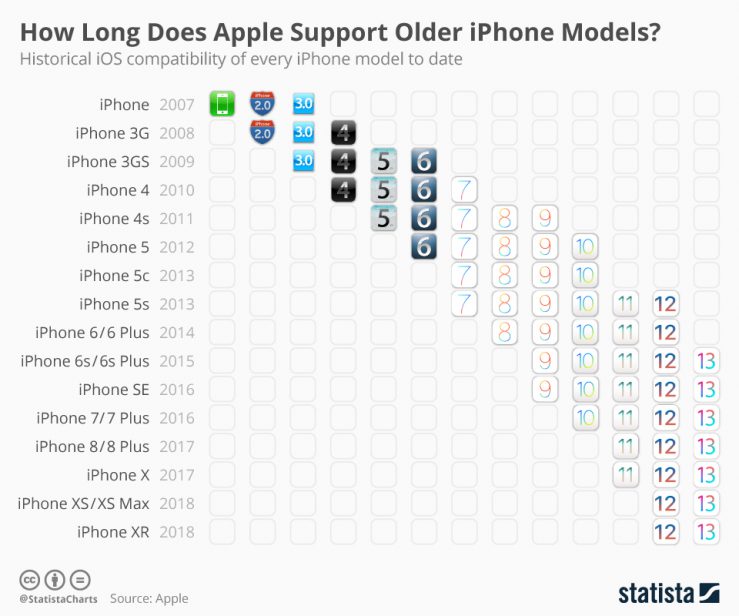 How Long Does Apple Support Older iPhone Models?
Historical iOS compatibility of every iPhone model to date
iPhone 2007 iPhone 2.0 3.0
iPhone 3G 2008 iPhone 2.0 3.0 4
iPhone 3GS 2009 3.0 4 5 6
iPhone 4 2010 4 5 6 7
iPhone 4s 2011 5 6 7 8 9
iPhone 5 2012 6 7 8 9 10
iPhone 5c 2013 7 8 9 10
iPhone 5s 2013 7 8 9 10 11 12
iPhone 6/6 Plus 2014 8 9 10 11 12
iPhone 6s/6s Plus 2015 9 10 11 12 13
iPhone SE 2016 9 10 11 12 13
iPhone 7/7 Plus 2016 10 11 12 13
iPhone 8/8 Plus 2017 11 12 13
iPhone X 2017 11 12 13
iPhone XS/XS Max 2018 12 13
iPhone XR 2018 12 13
cc
@StatistaCharts Source: Apple
statista